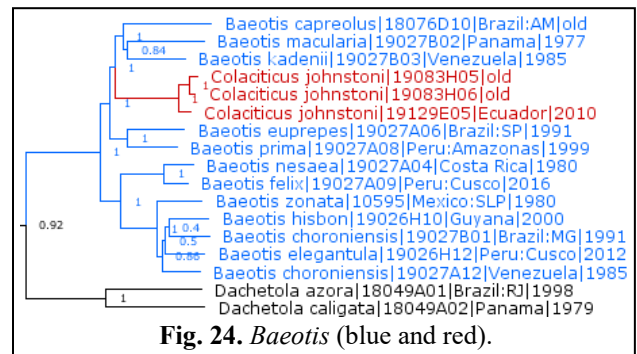 Baeotis capreolus|18076D10|Brazil:AM|old
1
Baeotis macularia|19027B02|Panama|1977
0.84
Baeotis kadenii|19027B03|Venezuela|1985
1
Colaciticus johnstoni|19083H05|old
1
Colaciticus johnstoni|19083H06|old
1
Colaciticus johnstoni|19129E05|Ecuador|2010
Baeotis euprepes|19027A06|Brazil:SP|1991
1
1
Baeotis prima|19027A08|Peru:Amazonas|1999
Baeotis nesaea|19027A04|Costa Rica|1980
1
Baeotis felix|19027A09|Peru:Cusco|2016
1
Baeotis zonata|10595|Mexico:SLP|1980
Baeotis hisbon|19026H10|Guyana|2000
0.92
1 0.4
Baeotis choroniensis|19027B01|Brazil:MG|1991
0.5
Baeotis elegantula|19026H12|Peru:Cusco|2012
0.86
Baeotis choroniensis|19027A12|Venezuela|1985
Dachetola azora|18049A01|Brazil:RJ|1998
1
Dachetola caligata|18049A02|Panama|1979
Fig. 24. Baeotis (blue and red).